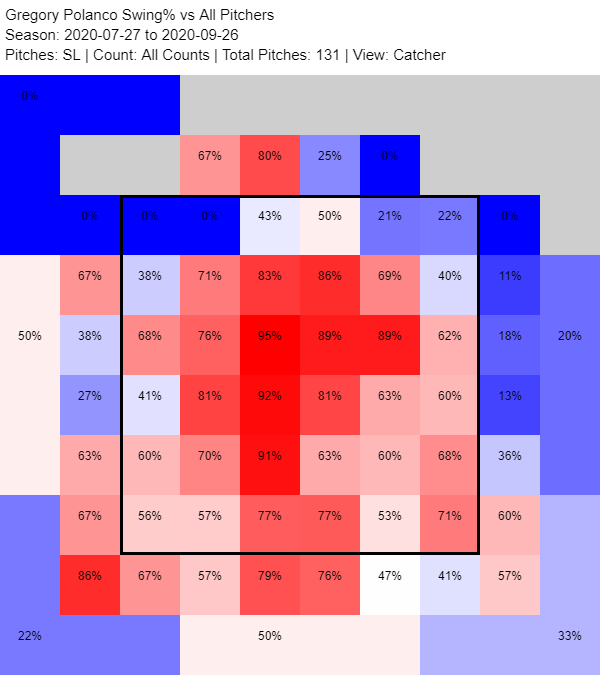 Gregory Polanco Swing% vs All Pitchers
Season: 2020-07-27 to 2020-09-26
Pitches: SL | Count: All Counts | Total Pitches: 131 | View: Catcher
0%
67% 80% 25% 0%
0% 0% 0% 43% 50% 21% 22% 0%
67% 38% 71% 83% 86% 69% 40% 11%
50% 38% 68% 76% 95% 89% 89% 62% 18% 20%
27% 41% 81% 92% 81% 63% 60% 13%
63% 60% 70% 91% 63% 60% 68% 36%
67% 56% 57% 77% 77% 53% 71% 60%
86% 67% 57% 79% 76% 47% 41% 57%
22% 50% 33%